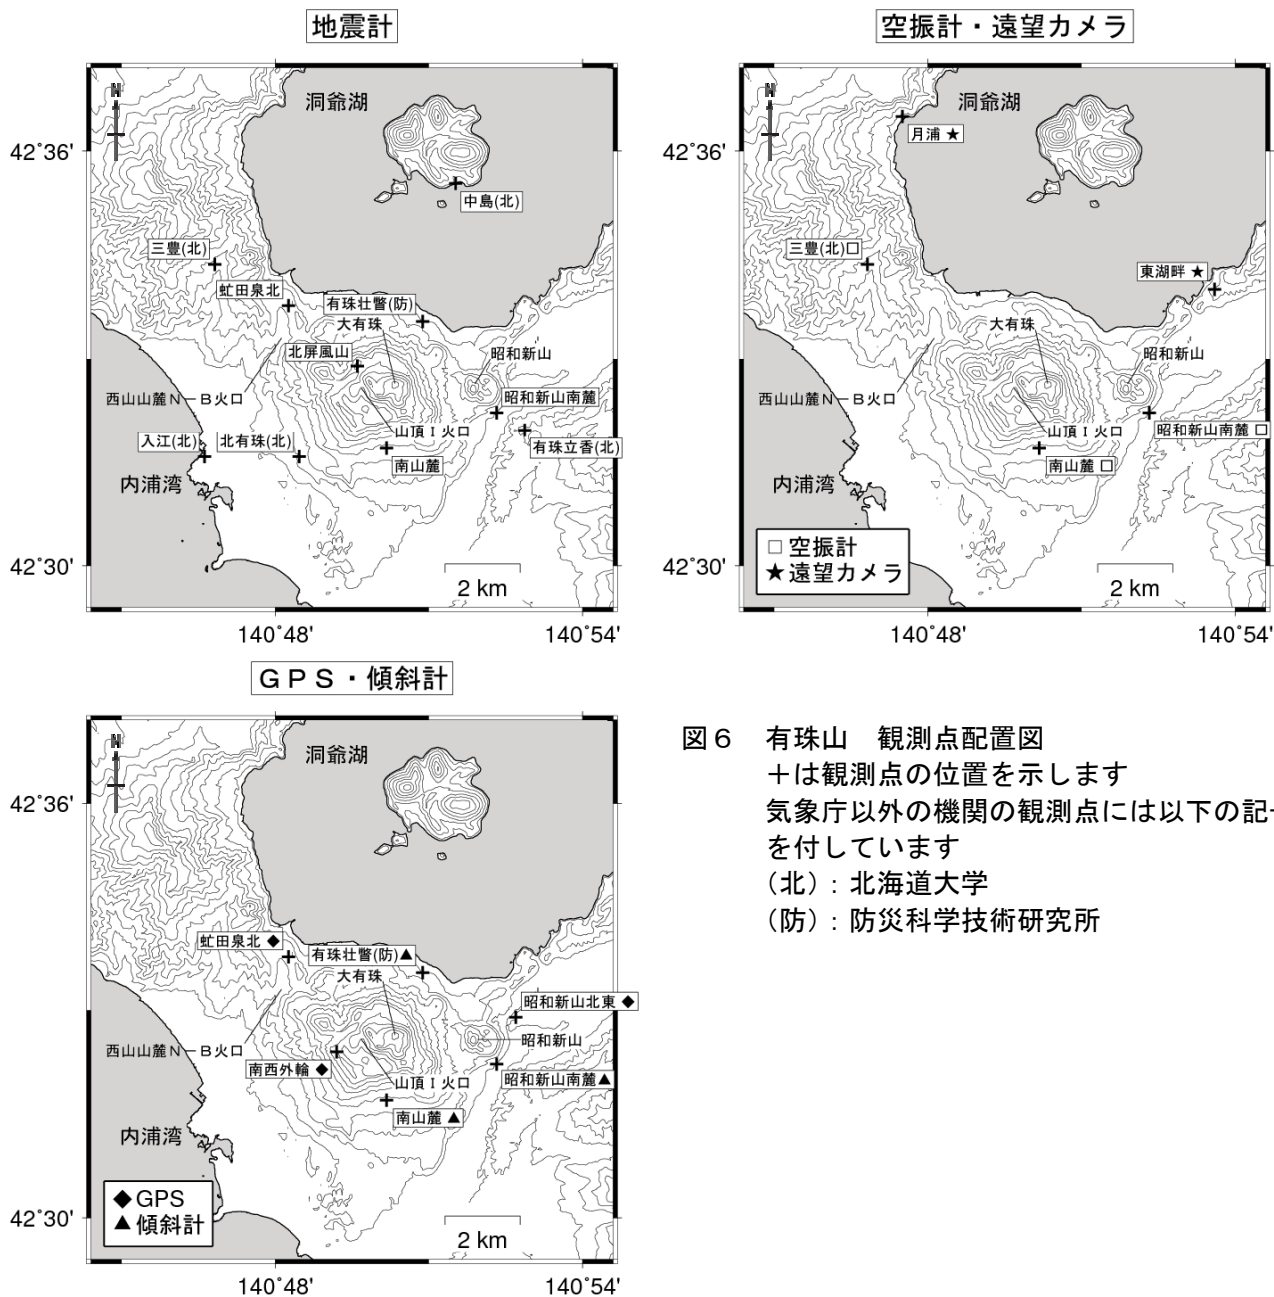 地震計
N
洞爺湖
42°36'
中島(北)
三豊(北)
虻田泉北
有珠壮瞥(防)
大有珠
北屏風山
昭和新山
西山山麓N-B火口
昭和新山南麓
山頂I火口
入江(北)
北有珠(北)
有珠立香(北)
南山麓
内浦湾
42°30'
2 km
140°48'
140°54'
空振計・遠望カメラ
N
洞爺湖
月浦 ★
42°36'
三豊(北)□
東湖畔 ★
大有珠
昭和新山
西山山麓N-B火口
山頂I火口
昭和新山南麓 □
南山麓 □
内浦湾
□ 空振計
★ 遠望カメラ
42°30'
2 km
140°48'
140°54'
GPS・傾斜計
N
洞爺湖
42°36'
虻田泉北 ◆
有珠壮瞥(防)▲
大有珠
昭和新山北東 ◆
昭和新山
西山山麓N-B火口
南西外輪 ◆
山頂I火口
昭和新山南麓▲
南山麓 ▲
内浦湾
◆GPS
▲傾斜計
42°30'
2 km
140°48'
140°54'
図6 有珠山 観測点配置図
+は観測点の位置を示します
気象庁以外の機関の観測点には以下の記
を付しています
(北):北海道大学
(防):防災科学技術研究所